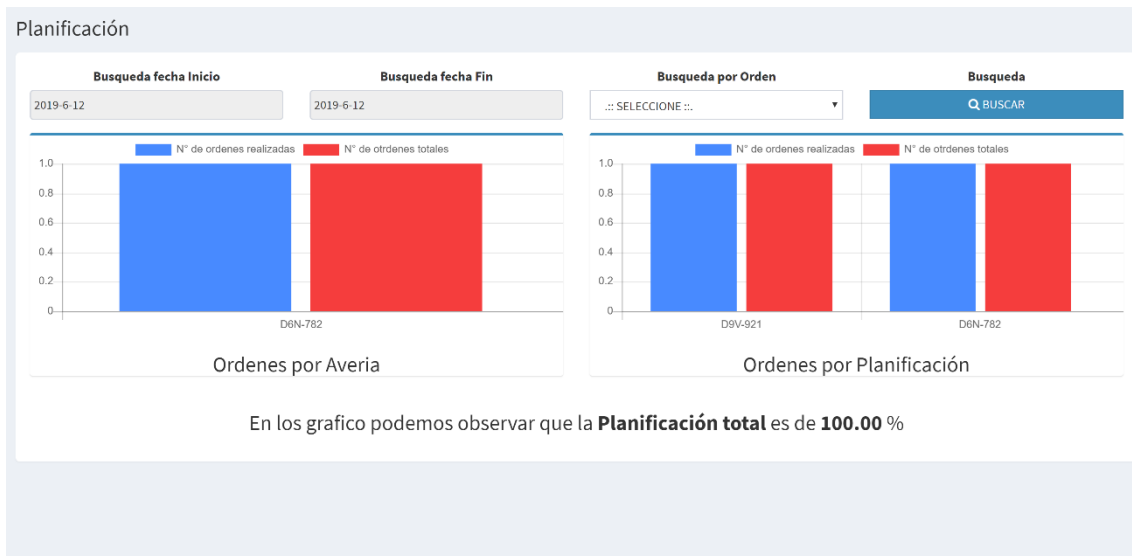 Planificación
Busqueda fecha Inicio Busqueda fecha Fin Busqueda por Orden Busqueda
2019-6-12 2019-6-12 .:: SELECCIONE ::. BUSCAR
N° de ordenes realizadas N° de otrdenes totales
1.0
0.8
0.6
0.4
0.2
0
D6N-782
Ordenes por Averia
N° de ordenes realizadas N° de otrdenes totales
1.0
0.8
0.6
0.4
0.2
0
D9V-921 D6N-782
Ordenes por Planificación
En los grafico podemos observar que la Planificación total es de 100.00 %